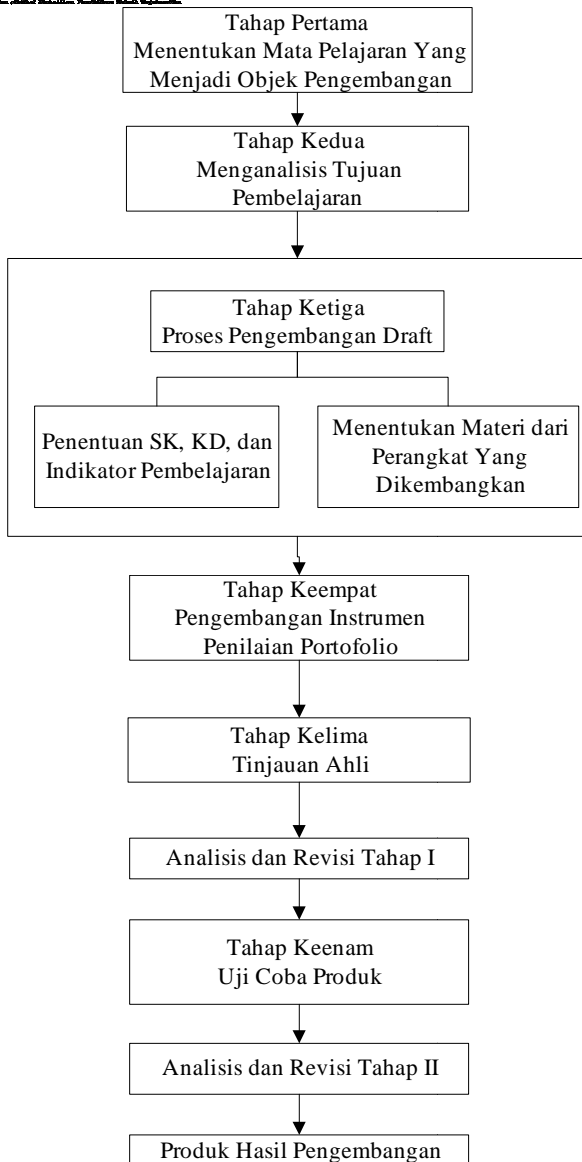 Tahap Pertama
Menentukan Mata Pelajaran Yang
Menjadi Objek Pengembangan
Tahap Kedua
Menganalisis Tujuan
Pembelajaran
Tahap Ketiga
Proses Pengembangan Draft
Penentuan SK, KD, dan
Indikator Pembelajaran
Menentukan Materi dari
Perangkat Yang
Dikembangkan
Tahap Keempat
Pengembangan Instrumen
Penilaian Portofolio
Tahap Kelima
Tinjauan Ahli
Analisis dan Revisi Tahap I
Tahap Keenam
Uji Coba Produk
Analisis dan Revisi Tahap II
Produk Hasil Pengembangan